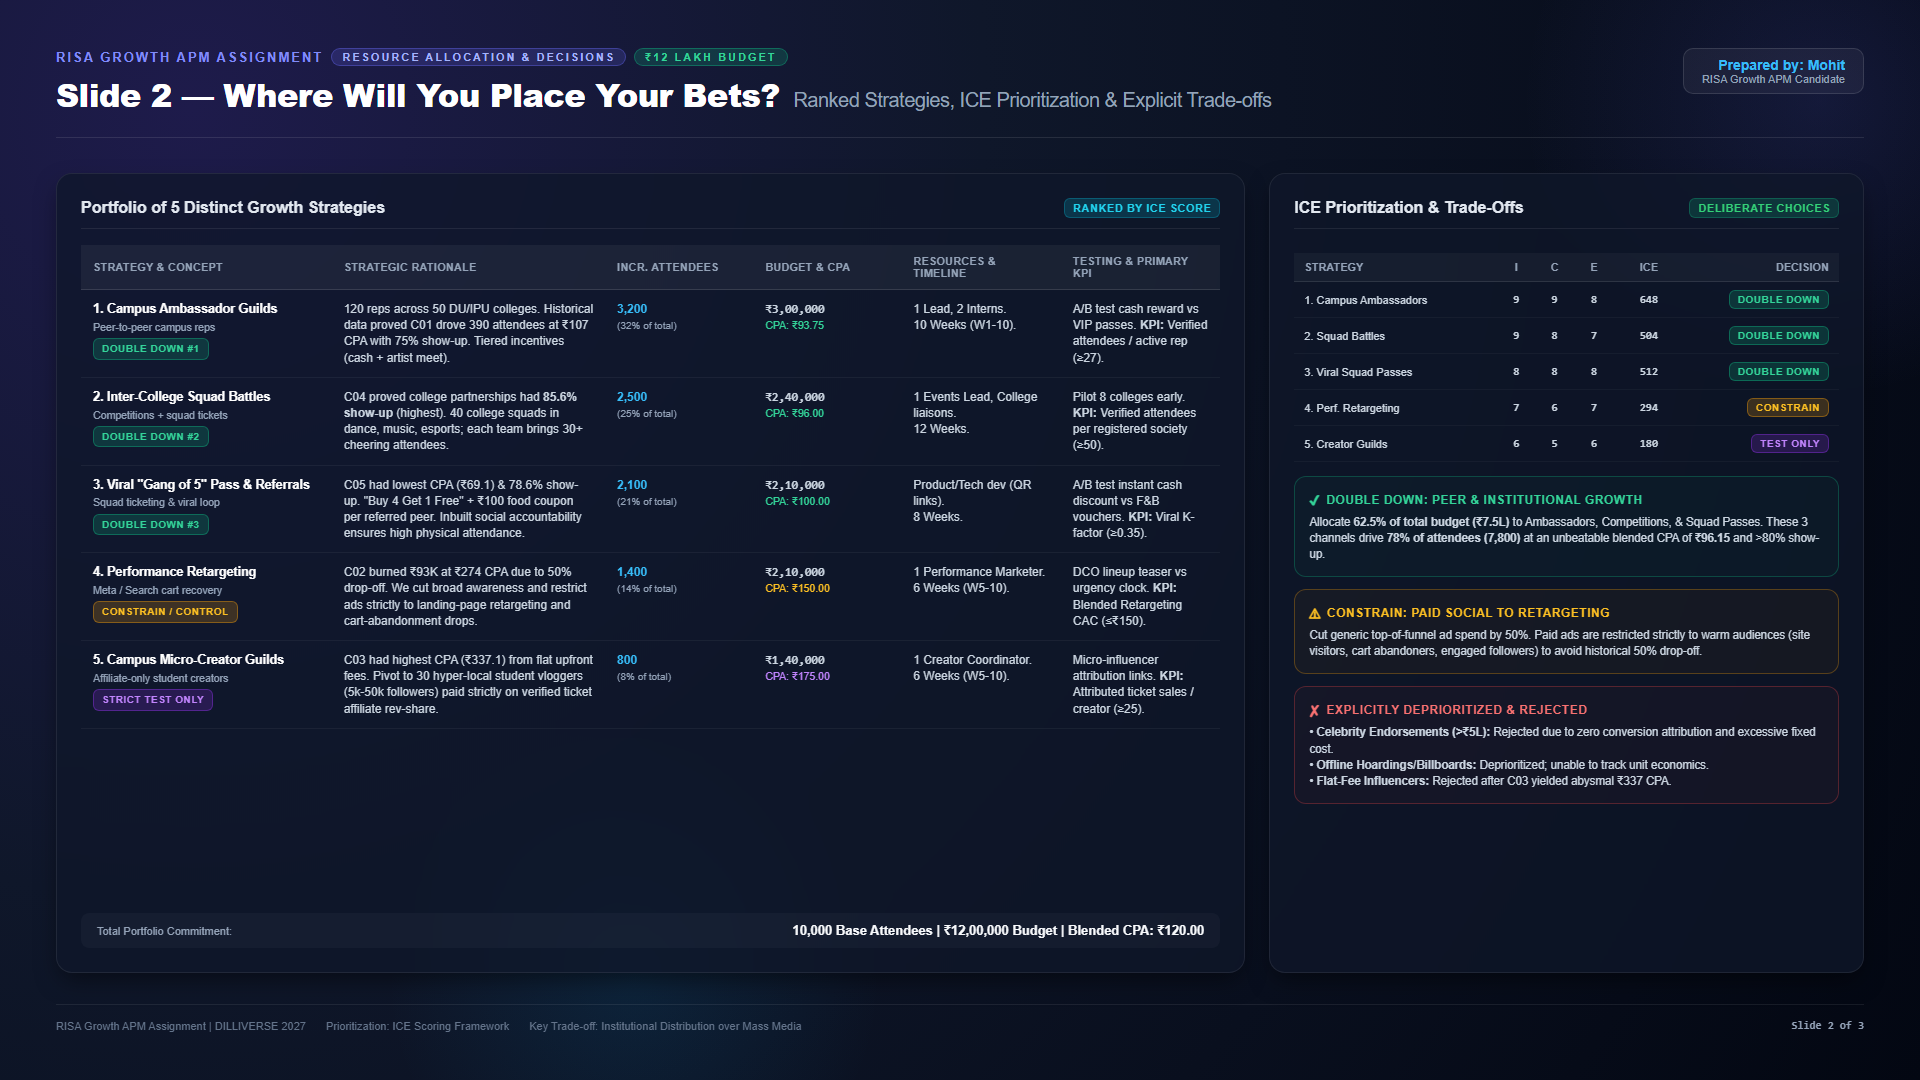 RISA GROWTH APM ASSIGNMENT
RESOURCE ALLOCATION & DECISIONS
₹12 LAKH BUDGET
Slide 2 — Where Will You Place Your Bets?
Ranked Strategies, ICE Prioritization & Explicit Trade-offs
Prepared by: Mohit
RISA Growth APM Candidate
Portfolio of 5 Distinct Growth Strategies
RANKED BY ICE SCORE
STRATEGY & CONCEPT
STRATEGIC RATIONALE
INCR. ATTENDEES
BUDGET & CPA
RESOURCES &
TIMELINE
TESTING & PRIMARY
KPI
1. Campus Ambassador Guilds
Peer-to-peer campus reps
DOUBLE DOWN #1
120 reps across 50 DU/IPU colleges. Historical
data proved C01 drove 390 attendees at ₹107
CPA with 75% show-up. Tiered incentives
(cash + artist meet).
3,200
(32% of total)
₹3,00,000
CPA: ₹93.75
1 Lead, 2 Interns.
10 Weeks (W1-10).
A/B test cash reward vs
VIP passes. KPI: Verified
attendees / active rep
(≥27).
2. Inter-College Squad Battles
Competitions + squad tickets
DOUBLE DOWN #2
C04 proved college partnerships had 85.6%
show-up (highest). 40 college squads in
dance, music, esports; each team brings 30+
cheering attendees.
2,500
(25% of total)
₹2,40,000
CPA: ₹96.00
1 Events Lead, College
liaisons.
12 Weeks.
Pilot 8 colleges early.
KPI: Verified attendees
per registered society
(≥50).
3. Viral "Gang of 5" Pass & Referrals
Squad ticketing & viral loop
DOUBLE DOWN #3
C05 had lowest CPA (₹69.1) & 78.6% show-
up. "Buy 4 Get 1 Free" + ₹100 food coupon
per referred peer. Inbuilt social accountability
ensures high physical attendance.
2,100
(21% of total)
₹2,10,000
CPA: ₹100.00
Product/Tech dev (QR
links).
8 Weeks.
A/B test instant cash
discount vs F&B
vouchers. KPI: Viral K-
factor (≥0.35).
4. Performance Retargeting
Meta / Search cart recovery
CONSTRAIN / CONTROL
C02 burned ₹93K at ₹274 CPA due to 50%
drop-off. We cut broad awareness and restrict
ads strictly to landing-page retargeting and
cart-abandonment drops.
1,400
(14% of total)
₹2,10,000
CPA: ₹150.00
1 Performance Marketer.
6 Weeks (W5-10).
DCO lineup teaser vs
urgency clock. KPI:
Blended Retargeting
CAC (≤₹150).
5. Campus Micro-Creator Guilds
Affiliate-only student creators
STRICT TEST ONLY
C03 had highest CPA (₹337.1) from flat upfront
fees. Pivot to 30 hyper-local student vloggers
(5k-50k followers) paid strictly on verified ticket
affiliate rev-share.
800
(8% of total)
₹1,40,000
CPA: ₹175.00
1 Creator Coordinator.
6 Weeks (W5-10).
Micro-influencer
attribution links. KPI:
Attributed ticket sales /
creator (≥25).
Total Portfolio Commitment:
10,000 Base Attendees | ₹12,00,000 Budget | Blended CPA: ₹120.00
ICE Prioritization & Trade-Offs
DELIBERATE CHOICES
STRATEGY I C E ICE DECISION
1. Campus Ambassadors 9 9 8 648 DOUBLE DOWN
2. Squad Battles 9 8 7 504 DOUBLE DOWN
3. Viral Squad Passes 8 8 8 512 DOUBLE DOWN
4. Perf. Retargeting 7 6 7 294 CONSTRAIN
5. Creator Guilds 6 5 6 180 TEST ONLY
✔ DOUBLE DOWN: PEER & INSTITUTIONAL GROWTH
Allocate 62.5% of total budget (₹7.5L) to Ambassadors, Competitions, & Squad Passes. These 3
channels drive 78% of attendees (7,800) at an unbeatable blended CPA of ₹96.15 and >80% show-
up.
⚠ CONSTRAIN: PAID SOCIAL TO RETARGETING
Cut generic top-of-funnel ad spend by 50%. Paid ads are restricted strictly to warm audiences (site
visitors, cart abandoners, engaged followers) to avoid historical 50% drop-off.
✘ EXPLICITLY DEPRIORITIZED & REJECTED
• Celebrity Endorsements (>₹5L): Rejected due to zero conversion attribution and excessive fixed
cost.
• Offline Hoardings/Billboards: Deprioritized; unable to track unit economics.
• Flat-Fee Influencers: Rejected after C03 yielded abysmal ₹337 CPA.
RISA Growth APM Assignment | DILLIVERSE 2027
Prioritization: ICE Scoring Framework
Key Trade-off: Institutional Distribution over Mass Media
Slide 2 of 3